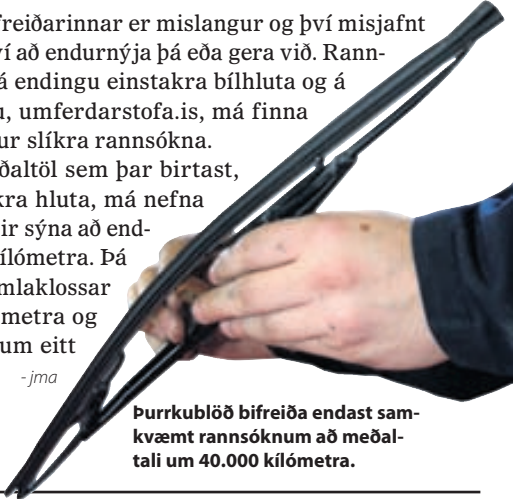 freiðarinnar er mislangur og því misjafnt
ví að endurnýja þá eða gera við. Rann-
á endingu einstakra bílhluta og á
u, umferdarstofa.is, má finna
ur slíkra rannsókna.
ðaltöl sem þar birtast,
kra hluta, má nefna
ir sýna að end-
ílómetra. Þá
mlaklossar
metra og
um eitt
- jma
Þurrkublöð bifreiða endast sam-
kvæmt rannsóknum að meðal-
tali um 40.000 kílómetra.